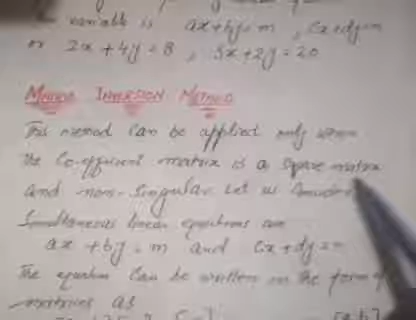 variable is ax+by=m, cx+dy=n
or 2x + 4y = 8, 5x+2y = 20
MATRIX INVERSION METHOD
This method can be applied only when
the co-efficient matrix is a square matrix
and non-singular. Let us consider
Simultaneous linear equations are
ax + by = m and cx + dy = n
The equation can be written in the form of
matrices as